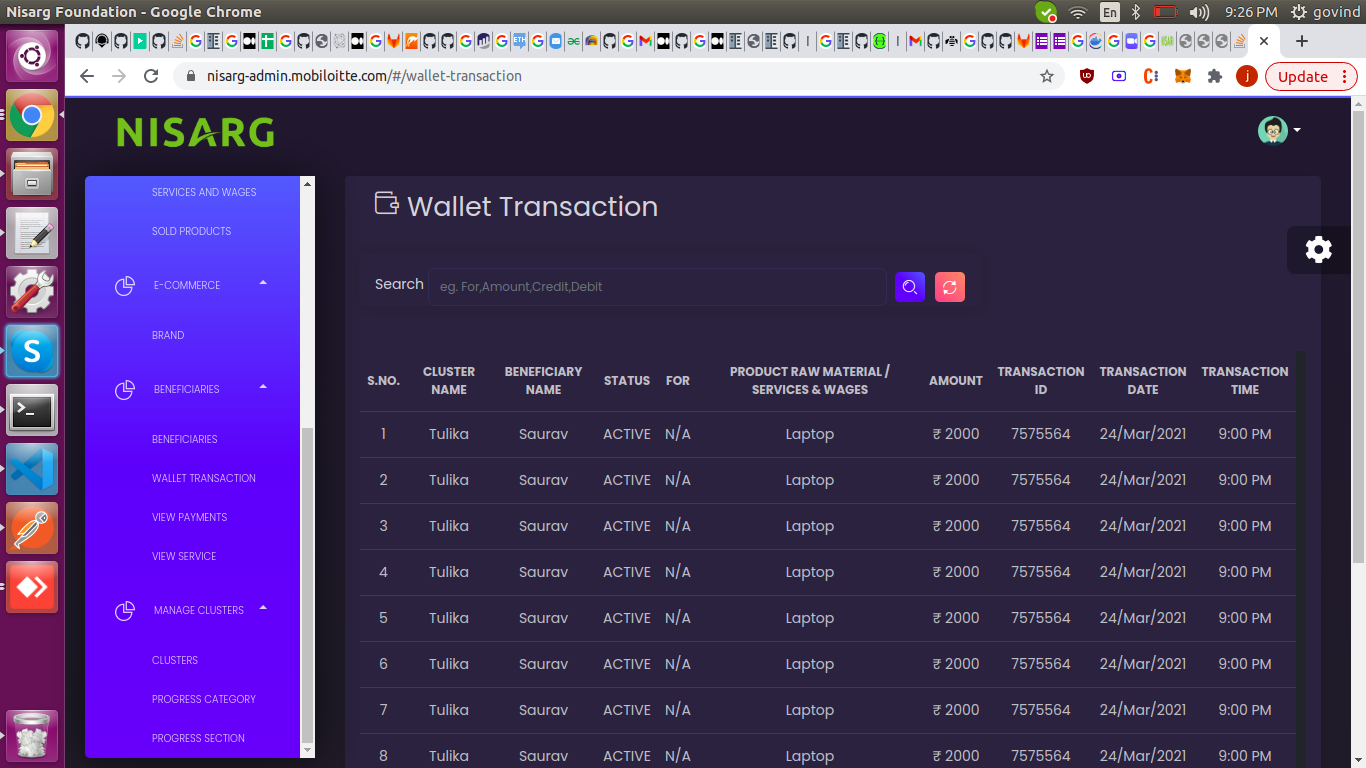 Nisarg Foundation - Google Chrome
En
9:26 PM
govind
nisarg-admin.mobiloitte.com/#/wallet-transaction
j
Update
NISARG
SERVICES AND WAGES
SOLD PRODUCTS
E-COMMERCE
BRAND
BENEFICIARIES
BENEFICIARIES
WALLET TRANSACTION
VIEW PAYMENTS
VIEW SERVICE
MANAGE CLUSTERS
CLUSTERS
PROGRESS CATEGORY
PROGRESS SECTION
Wallet Transaction
Search eg. For,Amount,Credit,Debit
S.NO. CLUSTER NAME BENEFICIARY NAME STATUS FOR PRODUCT RAW MATERIAL / SERVICES & WAGES AMOUNT TRANSACTION ID TRANSACTION DATE TRANSACTION TIME
1 Tulika Saurav ACTIVE N/A Laptop ₹ 2000 7575564 24/Mar/2021 9:00 PM
2 Tulika Saurav ACTIVE N/A Laptop ₹ 2000 7575564 24/Mar/2021 9:00 PM
3 Tulika Saurav ACTIVE N/A Laptop ₹ 2000 7575564 24/Mar/2021 9:00 PM
4 Tulika Saurav ACTIVE N/A Laptop ₹ 2000 7575564 24/Mar/2021 9:00 PM
5 Tulika Saurav ACTIVE N/A Laptop ₹ 2000 7575564 24/Mar/2021 9:00 PM
6 Tulika Saurav ACTIVE N/A Laptop ₹ 2000 7575564 24/Mar/2021 9:00 PM
7 Tulika Saurav ACTIVE N/A Laptop ₹ 2000 7575564 24/Mar/2021 9:00 PM
8 Tulika Saurav ACTIVE N/A Laptop ₹ 2000 7575564 24/Mar/2021 9:00 PM